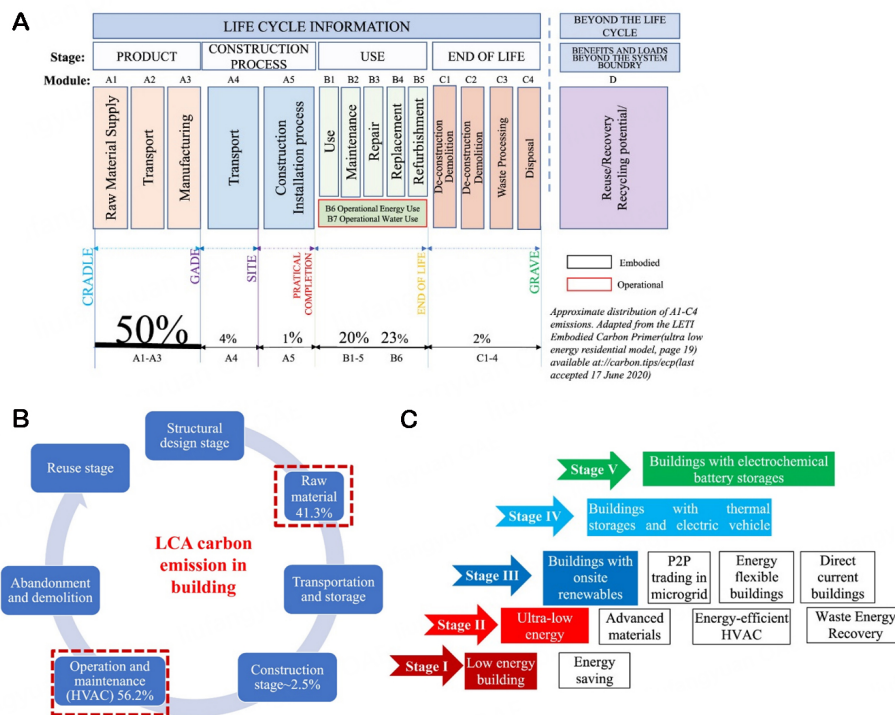 A
LIFE CYCLE INFORMATION
BEYOND THE LIFE
CYCLE
Stage:
PRODUCT
CONSTRUCTION
PROCESS
USE
END OF LIFE
BENEFITS AND LOADS
BEYOND THE SYSTEM
BOUNDRY
Module:
A1
A2
A3
A4
A5
B1
B2
B3
B4
B5
C1
C2
C3
C4
D
Raw Material Supply
Transport
Manufacturing
Transport
Construction
Installation process
Use
Maintenance
Repair
Replacement
Refurbishment
De-construction
Demolition
De-construction
Demolition
Waste Processing
Disposal
Reuse/Recovery
Recycling potential/
B6 Operational Energy Use
B7 Operational Water Use
CRADLE
GADE
SITE
PRATICAL
COMPLETION
END OF LIFE
GRAVE
Embodied
Operational
50%
4%
1%
20%
23%
2%
A1-A3
A4
A5
B1-5
B6
C1-4
Approximate distribution of A1-C4
emissions. Adapted from the LETI
Embodied Carbon Primer(ultra low
energy residential model, page 19)
available at://carbon.tips/ecp(last
accepted 17 June 2020)
B
Structural
design stage
Reuse stage
Raw
material
41.3%
LCA carbon
emission in
building
Abandonment
and demolition
Transportation
and storage
Operation and
maintenance
(HVAC) 56.2%
Construction
stage~2.5%
C
Stage V
Buildings with electrochemical
battery storages
Stage IV
Buildings with thermal
storages and electric vehicle
Stage III
Buildings with
onsite
renewables
P2P
trading in
microgrid
Energy
flexible
buildings
Direct
current
buildings
Stage II
Ultra-low
energy
Advanced
materials
Energy-efficient
HVAC
Waste Energy
Recovery
Stage I
Low energy
building
Energy
saving